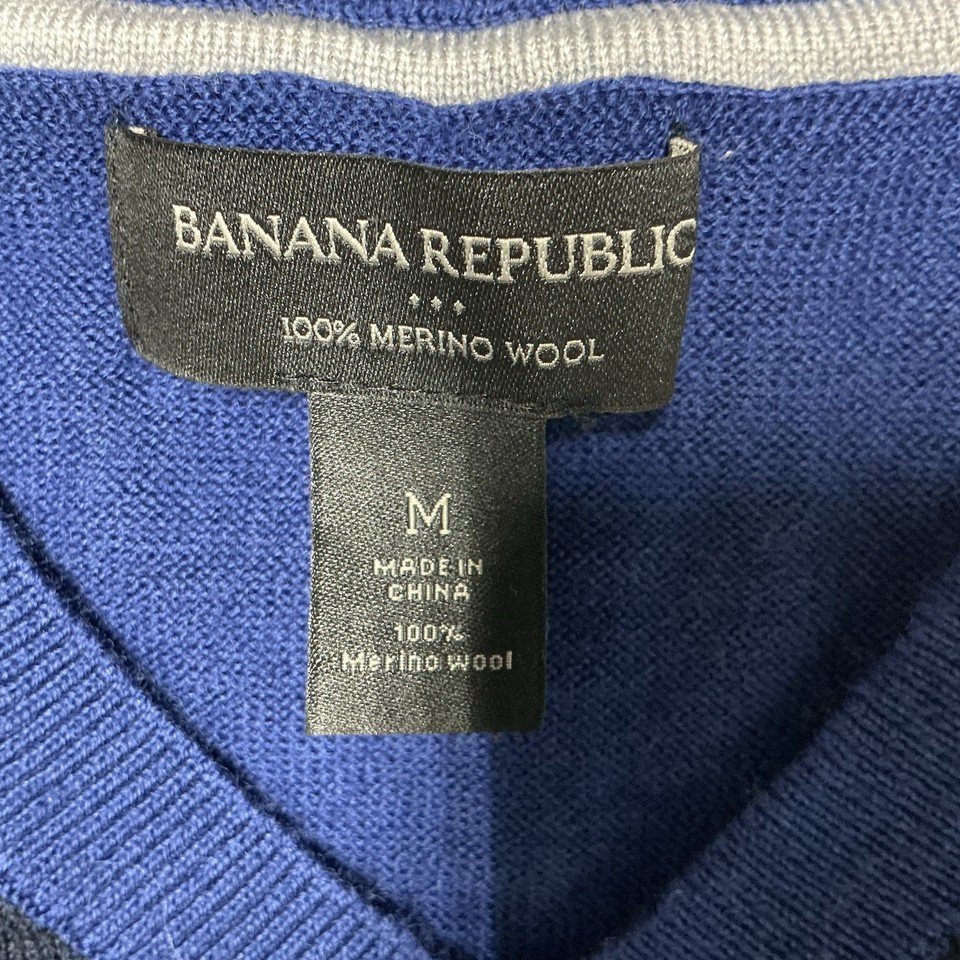 BANANA REPUBLIC
100% MERINO WOOL
M
MADE IN
CHINA
100%
Merino wool